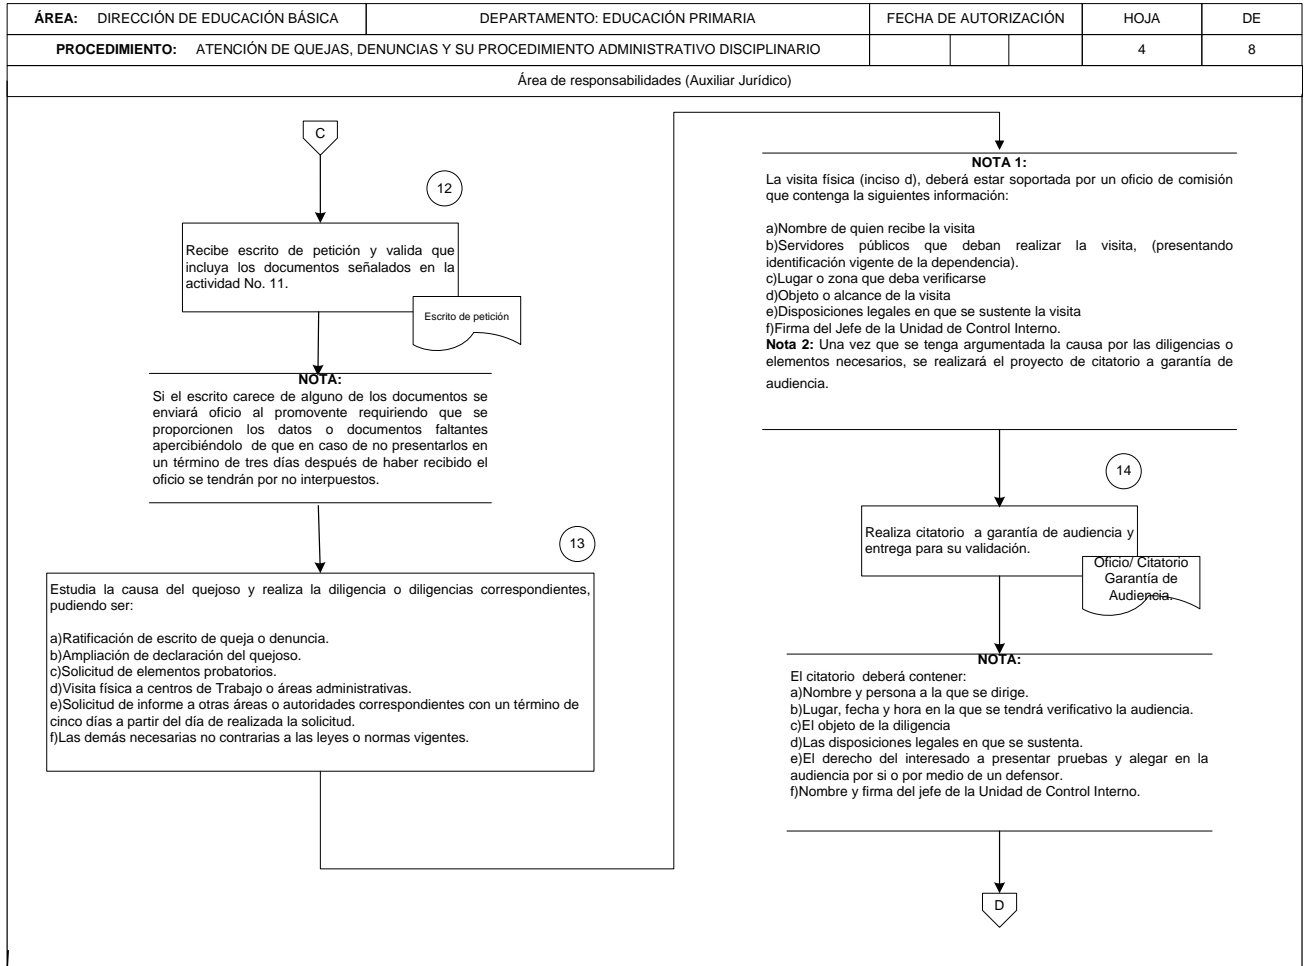 ÁREA: DIRECCIÓN DE EDUCACIÓN BÁSICA
DEPARTAMENTO: EDUCACIÓN PRIMARIA
FECHA DE AUTORIZACIÓN
HOJA
DE
PROCEDIMIENTO: ATENCIÓN DE QUEJAS, DENUNCIAS Y SU PROCEDIMIENTO ADMINISTRATIVO DISCIPLINARIO
4
8
Área de responsabilidades (Auxiliar Jurídico)
C
12
Recibe escrito de petición y valida que
incluya los documentos señalados en la
actividad No. 11.
Escrito de petición
NOTA:
Si el escrito carece de alguno de los documentos se
enviará oficio al promovente requiriendo que se
proporcionen los datos o documentos faltantes
apercibiéndolo de que en caso de no presentarlos en
un término de tres días después de haber recibido el
oficio se tendrán por no interpuestos.
13
Estudia la causa del quejoso y realiza la diligencia o diligencias correspondientes,
pudiendo ser:
a)Ratificación de escrito de queja o denuncia.
b)Ampliación de declaración del quejoso.
c)Solicitud de elementos probatorios.
d)Visita física a centros de Trabajo o áreas administrativas.
e)Solicitud de informe a otras áreas o autoridades correspondientes con un término de
cinco días a partir del día de realizada la solicitud.
f)Las demás necesarias no contrarias a las leyes o normas vigentes.
NOTA 1:
La visita física (inciso d), deberá estar soportada por un oficio de comisión
que contenga la siguientes información:
a)Nombre de quien recibe la visita
b)Servidores públicos que deban realizar la visita, (presentando
identificación vigente de la dependencia).
c)Lugar o zona que deba verificarse
d)Objeto o alcance de la visita
e)Disposiciones legales en que se sustente la visita
f)Firma del Jefe de la Unidad de Control Interno.
Nota 2: Una vez que se tenga argumentada la causa por las diligencias o
elementos necesarios, se realizará el proyecto de citatorio a garantía de
audiencia.
14
Realiza citatorio a garantía de audiencia y
entrega para su validación.
Oficio/ Citatorio
Garantía de
Audiencia.
NOTA:
El citatorio deberá contener:
a)Nombre y persona a la que se dirige.
b)Lugar, fecha y hora en la que se tendrá verificativo la audiencia.
c)El objeto de la diligencia
d)Las disposiciones legales en que se sustenta.
e)El derecho del interesado a presentar pruebas y alegar en la
audiencia por si o por medio de un defensor.
f)Nombre y firma del jefe de la Unidad de Control Interno.
D